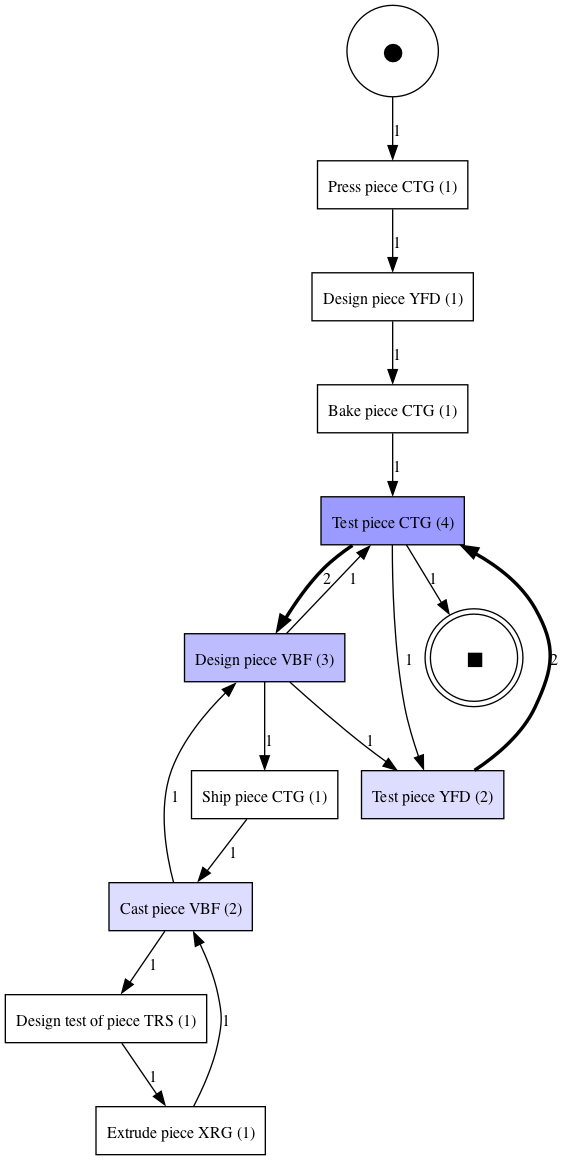 1
Press piece CTG (1)
1
Design piece YFD (1)
1
Bake piece CTG (1)
1
Test piece CTG (4)
2
1
1
Design piece VBF (3)
1
2
1
1
Ship piece CTG (1)
Test piece YFD (2)
1
1
Cast piece VBF (2)
1
Design test of piece TRS (1)
1
1
Extrude piece XRG (1)